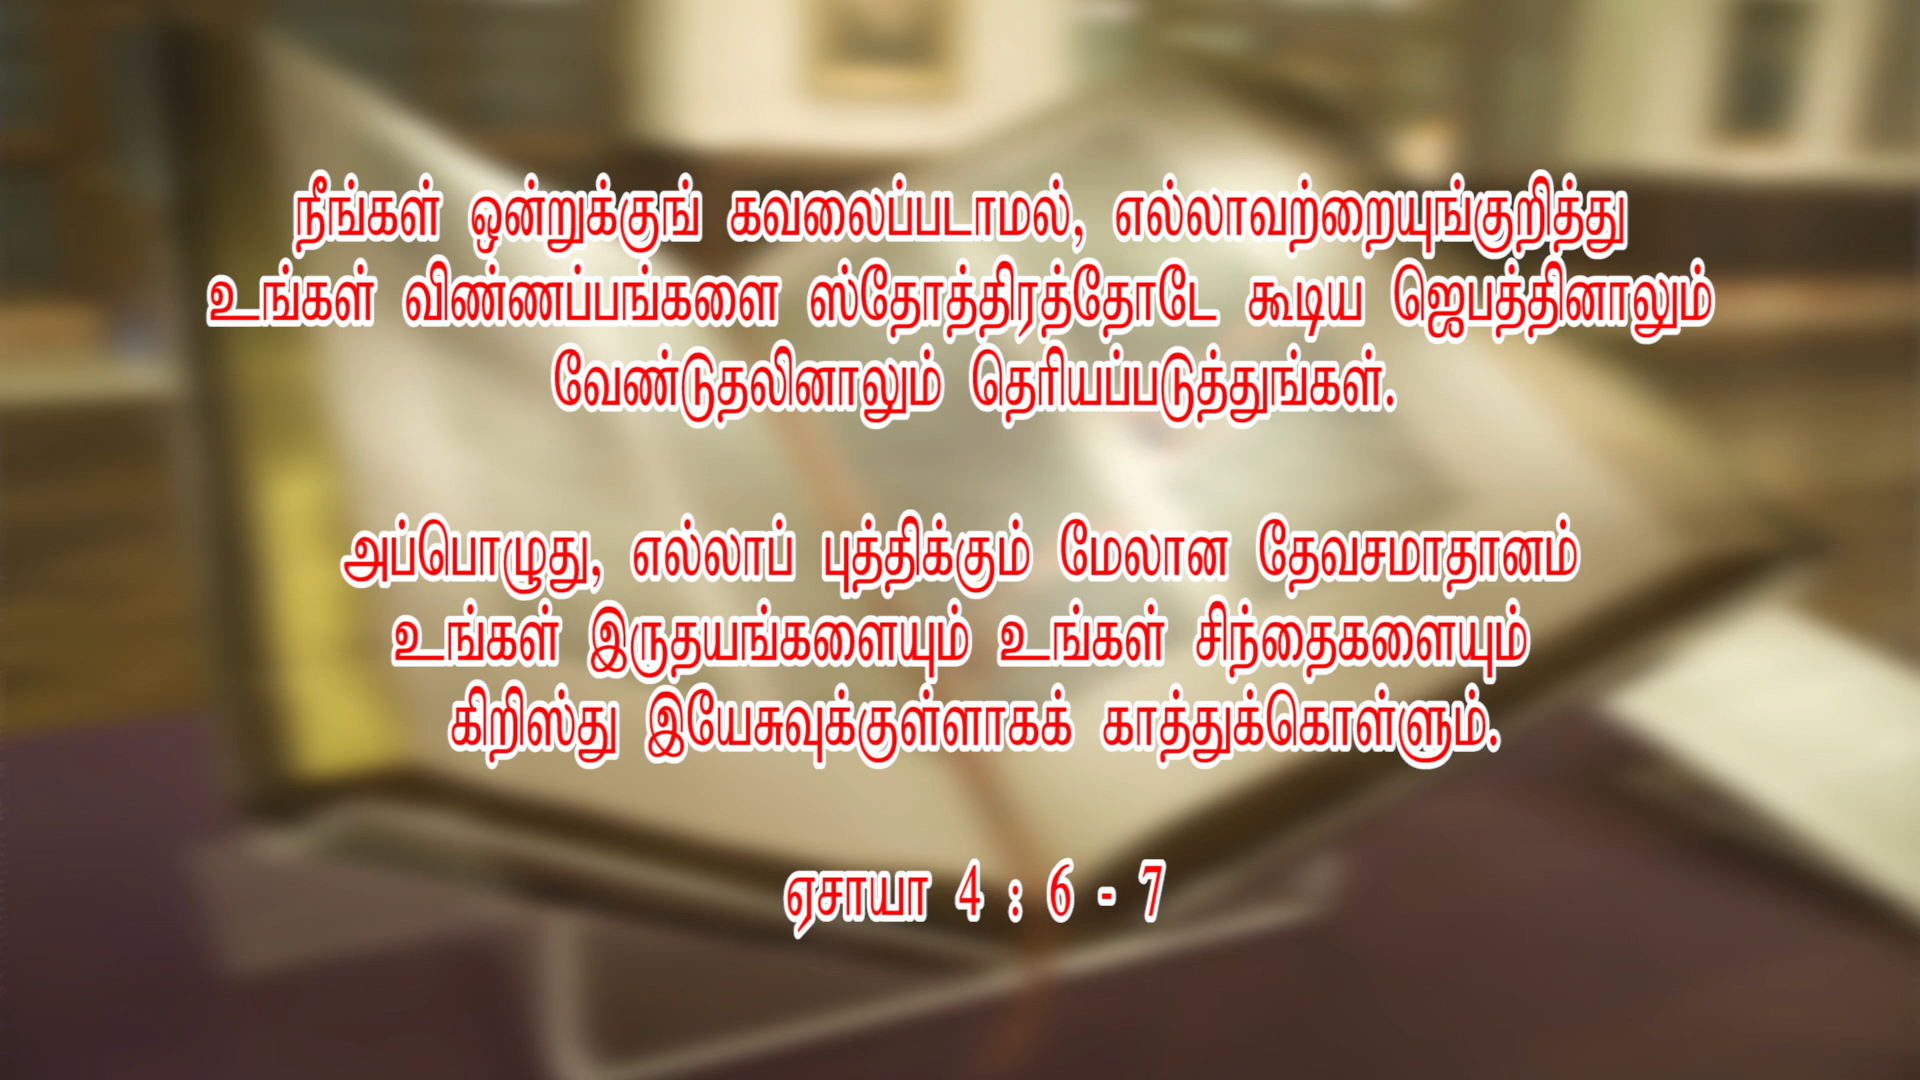 நீங்கள் ஒன்றுக்குங் கவலைப்படாமல், எல்லாவற்றையுங்குறித்து
உங்கள் விண்ணப்பங்களை ஸ்தோத்திரத்தோடே கூடிய ஜெபத்தினாலும்
வேண்டுதலினாலும் தெரியப்படுத்துங்கள்.
அப்பொழுது, எல்லாப் புத்திக்கும் மேலான தேவசமாதானம்
உங்கள் இருதயங்களையும் உங்கள் சிந்தைகளையும்
கிறிஸ்து இயேசுவுக்குள்ளாகக் காத்துக்கொள்ளும்.
ஏசாயா 4 : 6 - 7